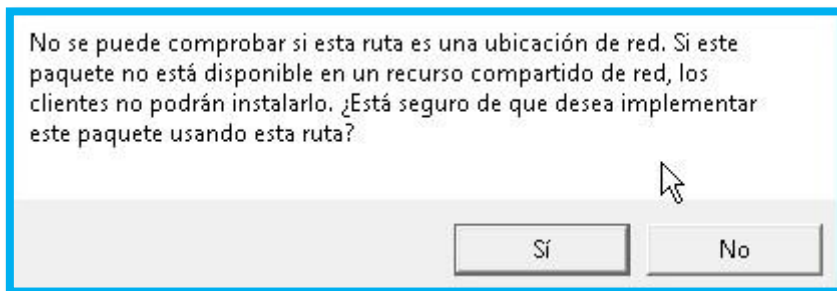 No se puede comprobar si esta ruta es una ubicación de red. Si este
paquete no está disponible en un recurso compartido de red, los
clientes no podrán instalarlo. ¿Está seguro de que desea implementar
este paquete usando esta ruta?
Sí
No